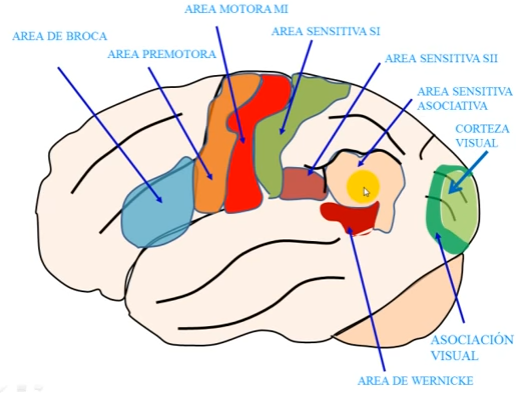 AREA MOTORA MI
AREA DE BROCA
AREA PREMOTORA
AREA SENSITIVA SI
AREA SENSITIVA SII
AREA SENSITIVA
ASOCIATIVA
CORTEZA
VISUAL
ASOCIACIÓN
VISUAL
AREA DE WERNICKE